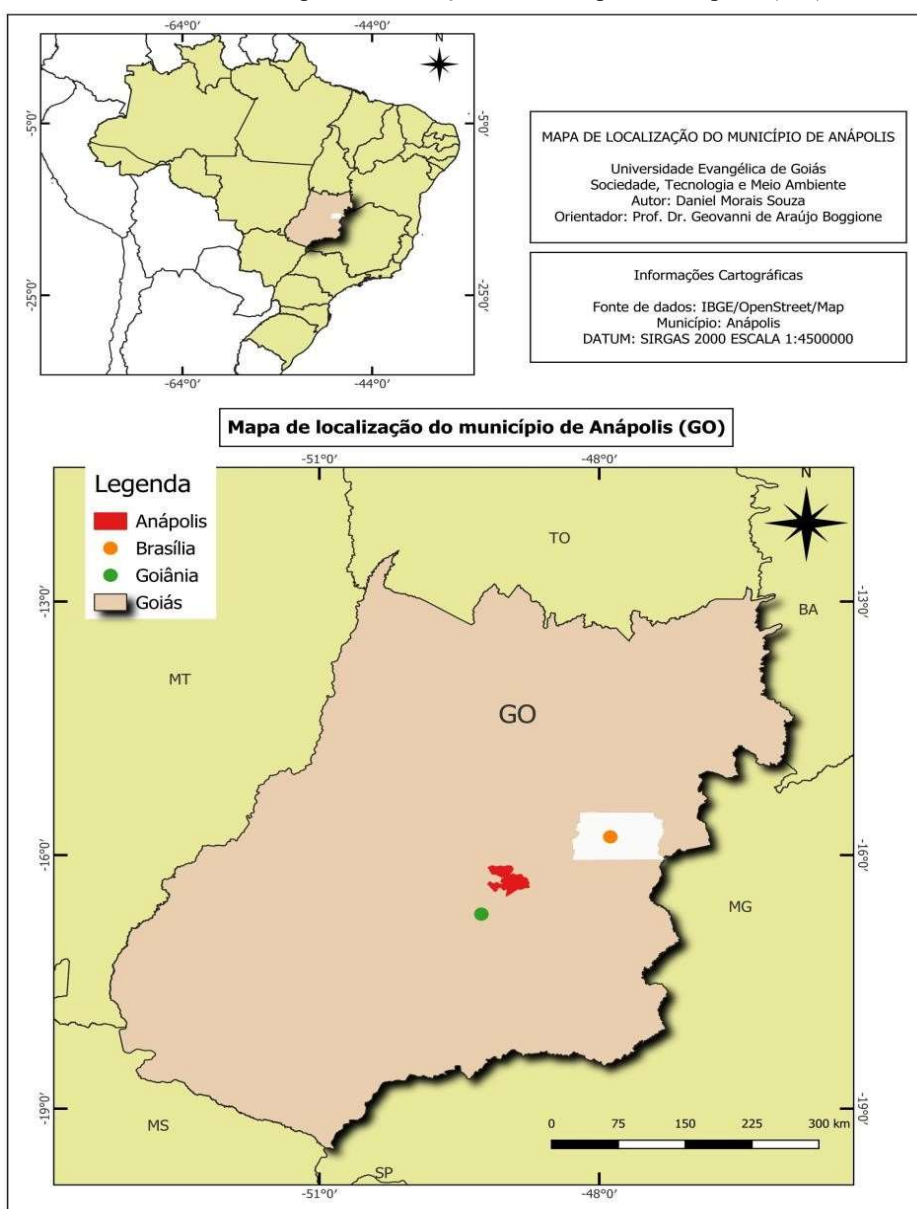 -64°0'
-44°0'
N
-5°0'
-5°0'
-25°0'
-25°0'
-64°0'
-44°0'
MAPA DE LOCALIZAÇÃO DO MUNICÍPIO DE ANÁPOLIS
Universidade Evangélica de Goiás
Sociedade, Tecnologia e Meio Ambiente
Autor: Daniel Morais Souza
Orientador: Prof. Dr. Geovanni de Araújo Boggione
Informações Cartográficas
Fonte de dados: IBGE/OpenStreet/Map
Município: Anápolis
DATUM: SIRGAS 2000 ESCALA 1:4500000
Mapa de localização do município de Anápolis (GO)
-51°0'
-48°0'
Legenda
Anápolis
Brasília
Goiânia
Goiás
N
TO
BA
-13°0'
-13°0'
MT
GO
-16°0'
-16°0'
MG
-19°0'
-19°0'
MS
SP
0 75 150 225 300 km
-51°0'
-48°0'